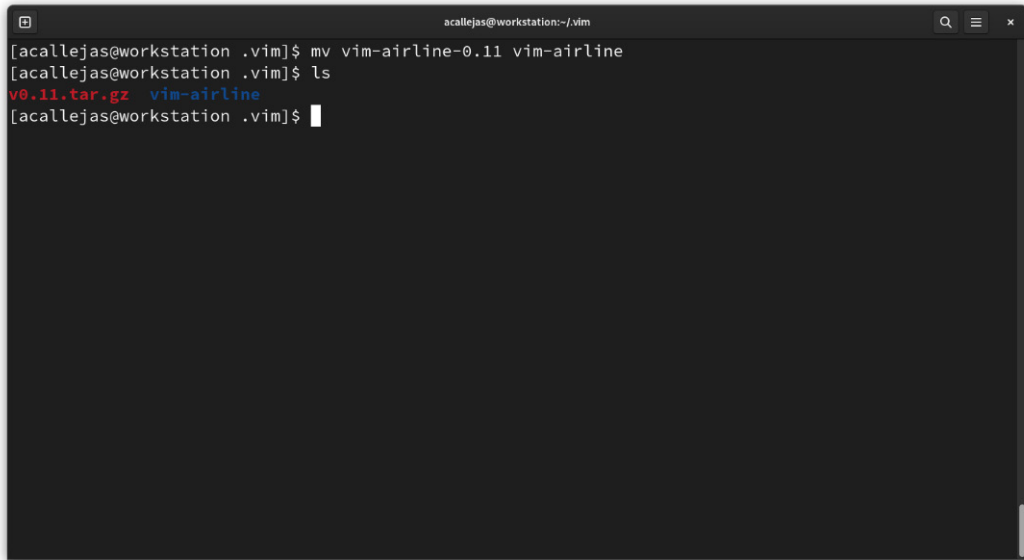 acallejas@workstation:~/.vim
[acallejas@workstation .vim]$ mv vim-airline-0.11 vim-airline
[acallejas@workstation .vim]$ ls
v0.11.tar.gz  vim-airline
[acallejas@workstation .vim]$